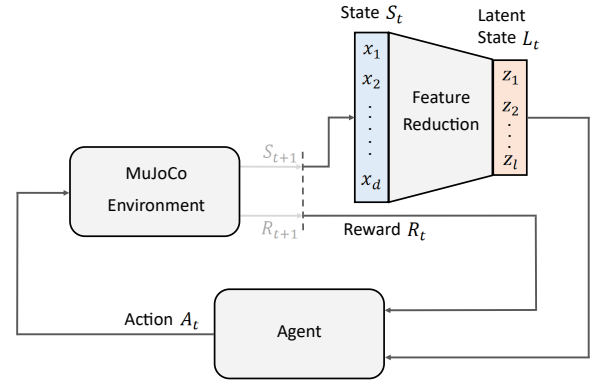 State S_t
Latent
State L_t
x_1
x_2
.
.
.
.
.
x_d
Feature
Reduction
z_1
z_2
.
.
.
z_l
MuJoCo
Environment
S_{t+1}
R_{t+1}
Reward R_t
Action A_t
Agent